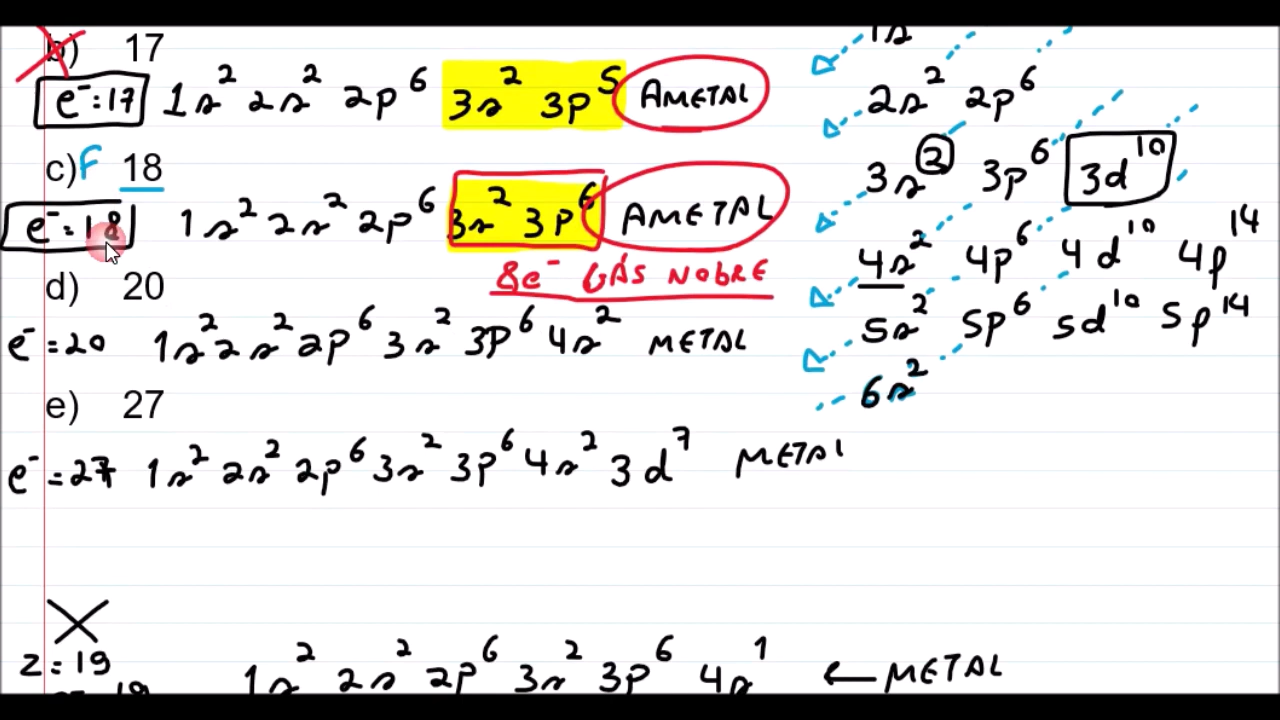 b) 17
e⁻:17 1s² 2s² 2p⁶ 3s² 3p⁵ AMETAL
c) F 18
e⁻=18 1s² 2s² 2p⁶ 3s² 3p⁶ AMETAL
8e⁻ GÁS NOBRE
d) 20
e⁻=20 1s² 2s² 2p⁶ 3s² 3p⁶ 4s² METAL
e) 27
e⁻=27 1s² 2s² 2p⁶ 3s² 3p⁶ 4s² 3d⁷ METAL
X
Z=19 1s² 2s² 2p⁶ 3s² 3p⁶ 4s¹ ← METAL
1s
2s² 2p⁶
3s² 3p⁶ 3d¹⁰
4s² 4p⁶ 4d¹⁰ 4p¹⁴
5s² 5p⁶ 5d¹⁰ 5p¹⁴
6s²